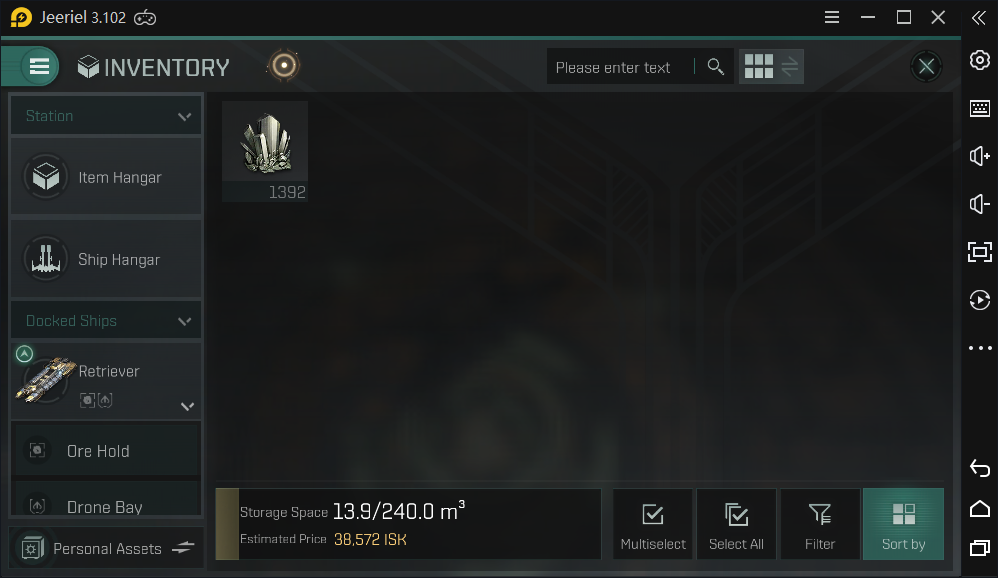 Jeeriel 3.102
INVENTORY
Please enter text
Station
Item Hangar
Ship Hangar
Docked Ships
Retriever
Ore Hold
Drone Bay
Personal Assets
1392
Storage Space 13.9/240.0 m³
Estimated Price 38,572 ISK
Multiselect
Select All
Filter
Sort by